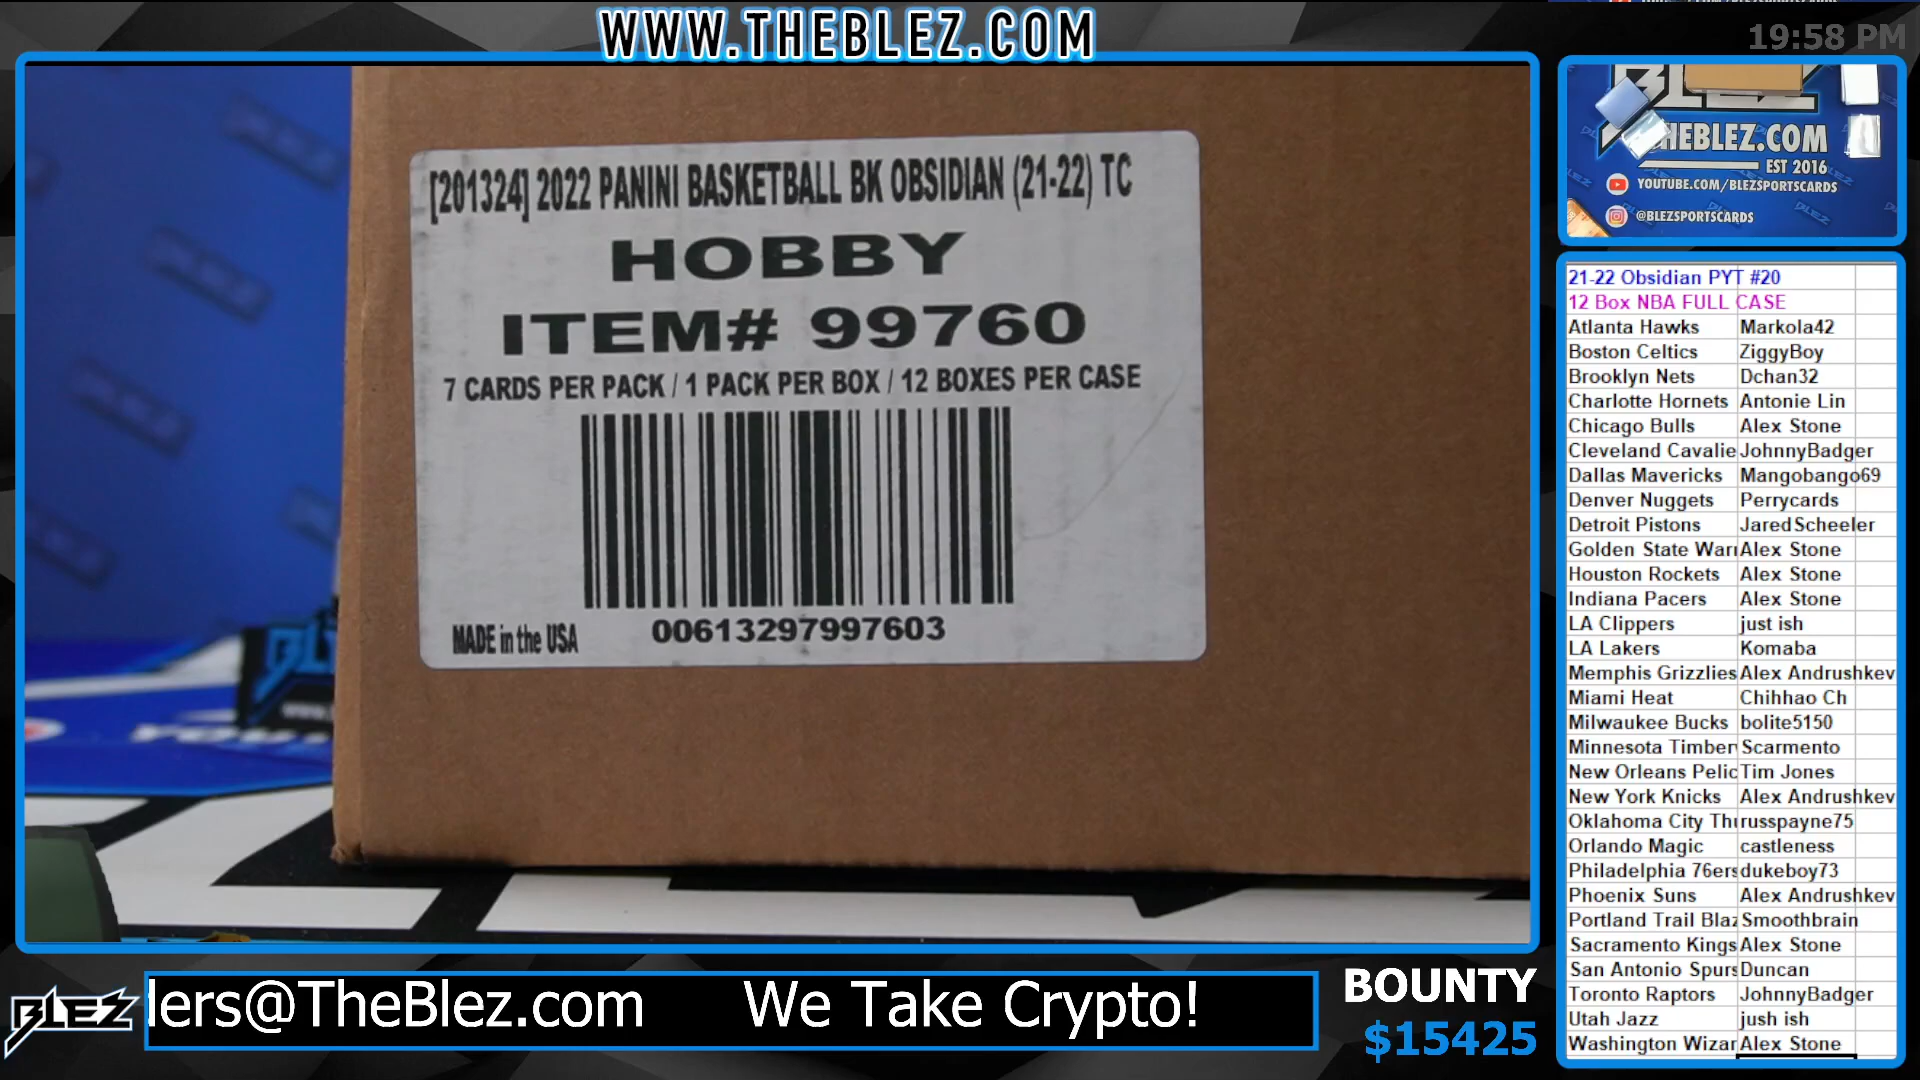 WWW.THEBLEZ.COM
19:58 PM
[201324] 2022 PANINI BASKETBALL BK OBSIDIAN (21-22) TC
HOBBY
ITEM# 99760
7 CARDS PER PACK / 1 PACK PER BOX / 12 BOXES PER CASE
MADE in the USA
00613297997603
THEBLEZ.COM
EST 2016
YOUTUBE.COM/BLEZSPORTSCARDS
@BLEZSPORTSCARDS
21-22 Obsidian PYT #20
12 Box NBA FULL CASE
Atlanta Hawks Markola42
Boston Celtics ZiggyBoy
Brooklyn Nets Dchan32
Charlotte Hornets Antonie Lin
Chicago Bulls Alex Stone
Cleveland Cavalie JohnnyBadger
Dallas Mavericks Mangobango69
Denver Nuggets Perrycards
Detroit Pistons JaredScheeler
Golden State Warr Alex Stone
Houston Rockets Alex Stone
Indiana Pacers Alex Stone
LA Clippers just ish
LA Lakers Komaba
Memphis Grizzlies Alex Andrushkev
Miami Heat Chihhao Ch
Milwaukee Bucks bolite5150
Minnesota Timber Scarmento
New Orleans Pelic Tim Jones
New York Knicks Alex Andrushkev
Oklahoma City Thu russpayne75
Orlando Magic castleness
Philadelphia 76ers dukeboy73
Phoenix Suns Alex Andrushkev
Portland Trail Blaz Smoothbrain
Sacramento Kings Alex Stone
San Antonio Spurs Duncan
Toronto Raptors JohnnyBadger
Utah Jazz jush ish
Washington Wizar Alex Stone
BLEZ
lers@TheBlez.com We Take Crypto!
BOUNTY
$15425